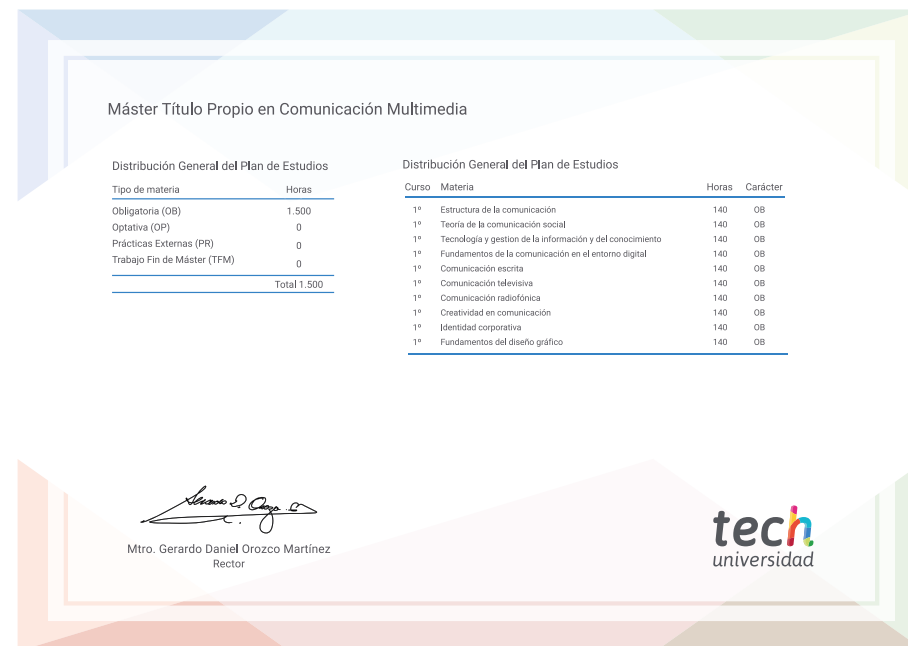 Máster Título Propio en Comunicación Multimedia
Distribución General del Plan de Estudios
Tipo de materia Horas
Obligatoria (OB) 1.500
Optativa (OP) 0
Prácticas Externas (PR) 0
Trabajo Fin de Máster (TFM) 0
Total 1.500
Distribución General del Plan de Estudios
Curso Materia Horas Carácter
1º Estructura de la comunicación 140 OB
1º Teoría de la comunicación social 140 OB
1º Tecnología y gestion de la información y del conocimiento 140 OB
1º Fundamentos de la comunicación en el entorno digital 140 OB
1º Comunicación escrita 140 OB
1º Comunicación televisiva 140 OB
1º Comunicación radiofónica 140 OB
1º Creatividad en comunicación 140 OB
1º Identidad corporativa 140 OB
1º Fundamentos del diseño gráfico 140 OB
Mtro. Gerardo Daniel Orozco Martínez
Rector
tech
universidad